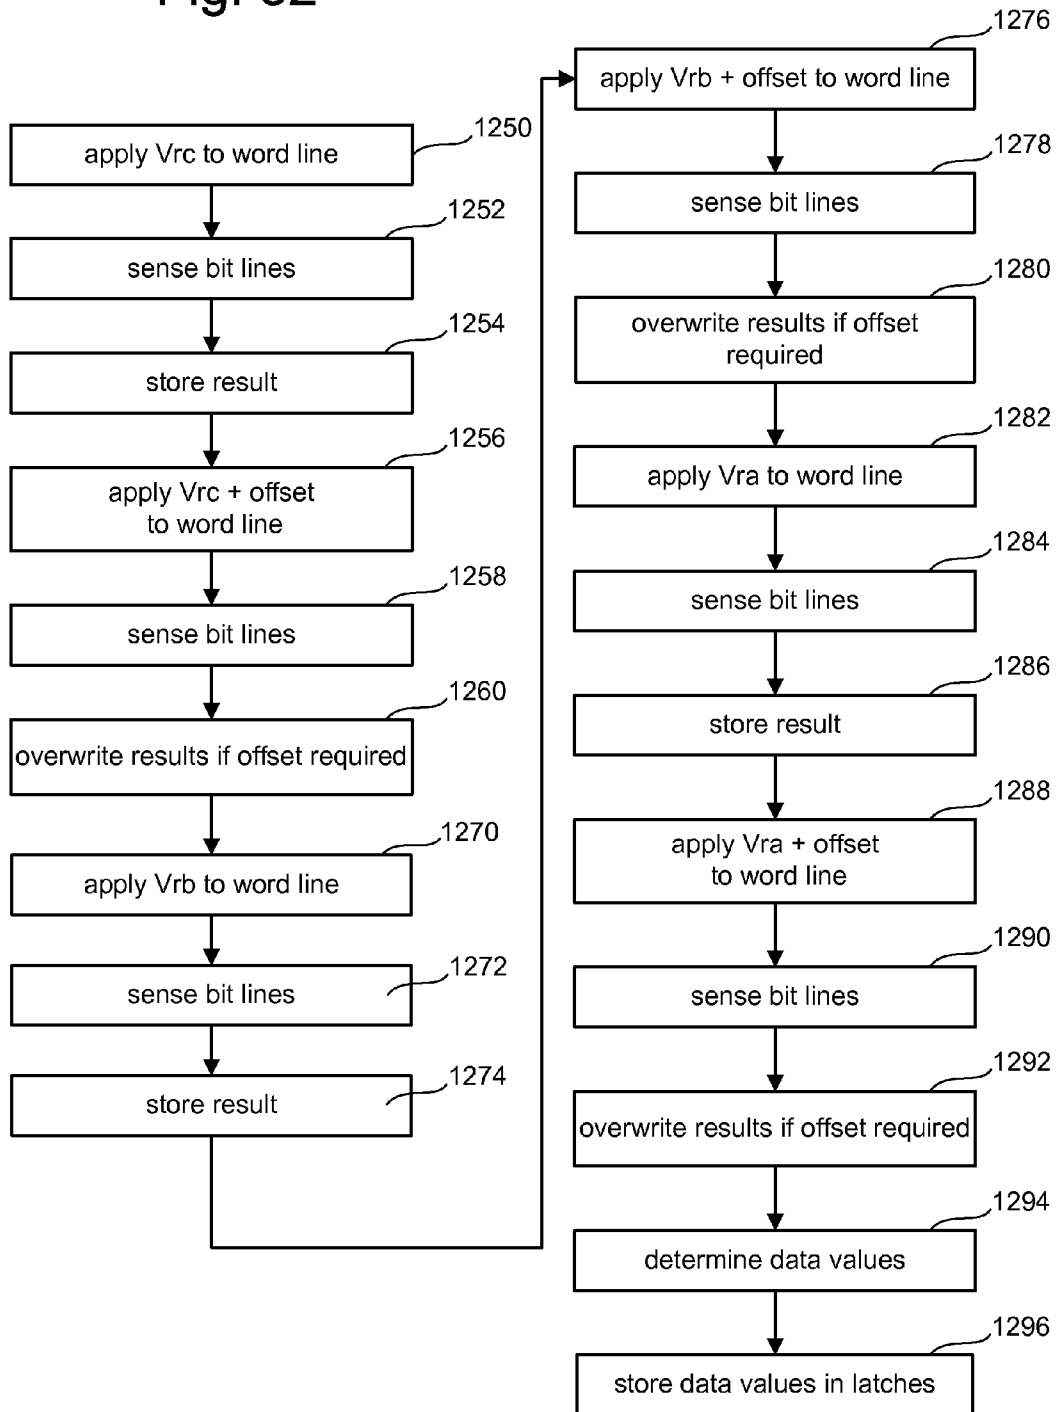 Fig. 32
1250
apply Vrc to word line
1252
sense bit lines
1254
store result
1256
apply Vrc + offset
to word line
1258
sense bit lines
1260
overwrite results if offset required
1270
apply Vrb to word line
1272
sense bit lines
1274
store result
1276
apply Vrb + offset to word line
1278
sense bit lines
1280
overwrite results if offset
required
1282
apply Vra to word line
1284
sense bit lines
1286
store result
1288
apply Vra + offset
to word line
1290
sense bit lines
1292
overwrite results if offset required
1294
determine data values
1296
store data values in latches